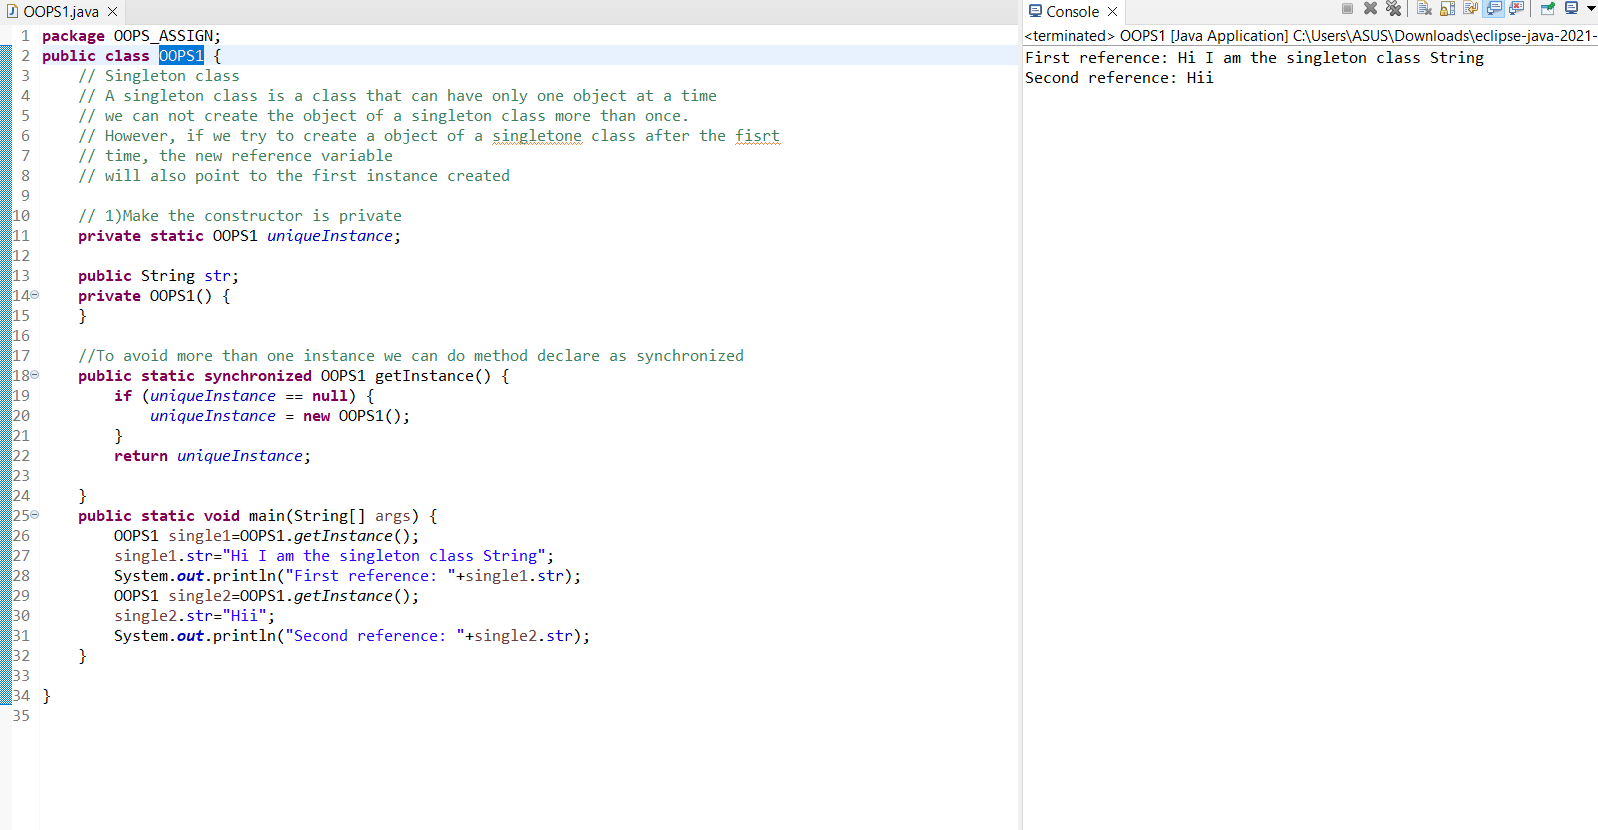 OOPS1.java
1 package OOPS_ASSIGN;
2 public class OOPS1 {
3 // Singleton class
4 // A singleton class is a class that can have only one object at a time
5 // we can not create the object of a singleton class more than once.
6 // However, if we try to create a object of a singletone class after the fisrt
7 // time, the new reference variable
8 // will also point to the first instance created
9
10 // 1)Make the constructor is private
11 private static OOPS1 uniqueInstance;
12
13 public String str;
14 private OOPS1() {
15 }
16
17 //To avoid more than one instance we can do method declare as synchronized
18 public static synchronized OOPS1 getInstance() {
19 if (uniqueInstance == null) {
20 uniqueInstance = new OOPS1();
21 }
22 return uniqueInstance;
23
24 }
25 public static void main(String[] args) {
26 OOPS1 single1=OOPS1.getInstance();
27 single1.str="Hi I am the singleton class String";
28 System.out.println("First reference: "+single1.str);
29 OOPS1 single2=OOPS1.getInstance();
30 single2.str="Hii";
31 System.out.println("Second reference: "+single2.str);
32 }
33
34 }
35
Console
<terminated> OOPS1 [Java Application] C:\Users\ASUS\Downloads\eclipse-java-2021-
First reference: Hi I am the singleton class String
Second reference: Hii